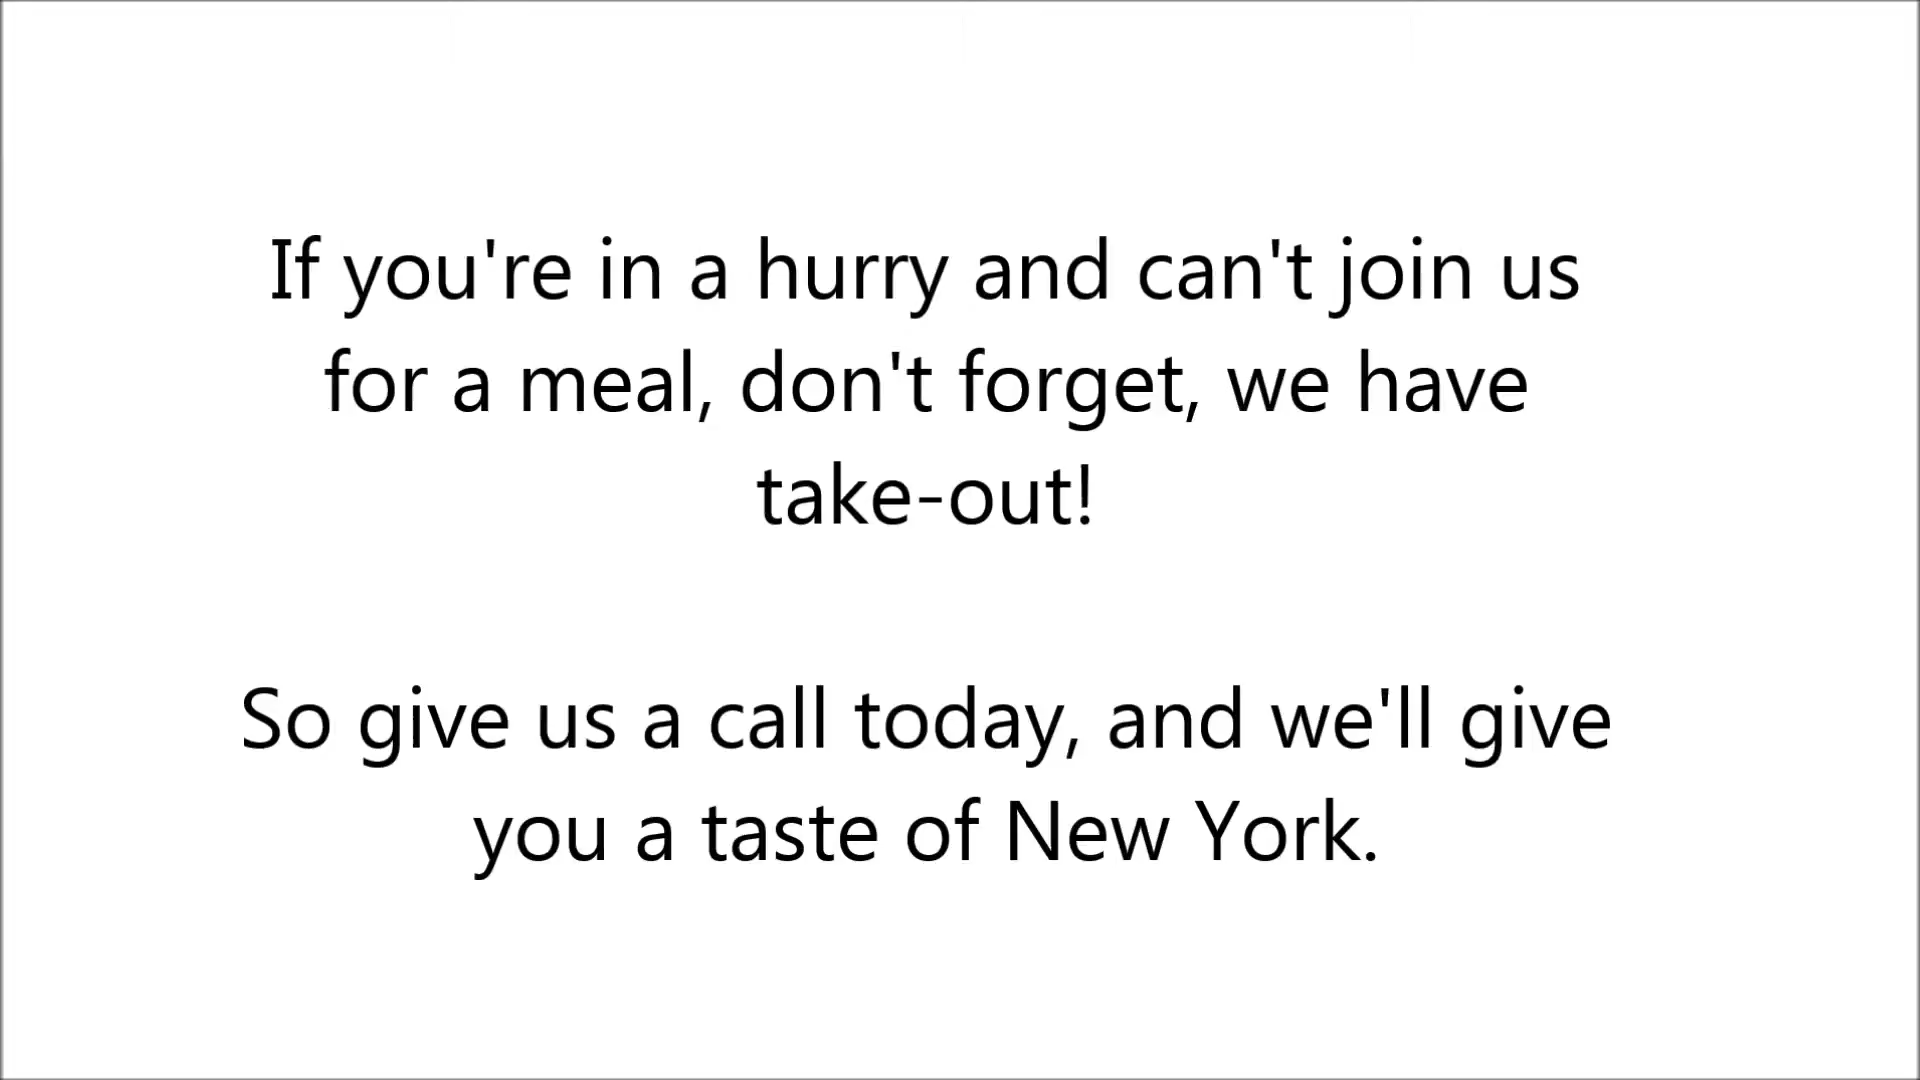 If you're in a hurry and can't join us
for a meal, don't forget, we have
take-out!
So give us a call today, and we'll give
you a taste of New York.